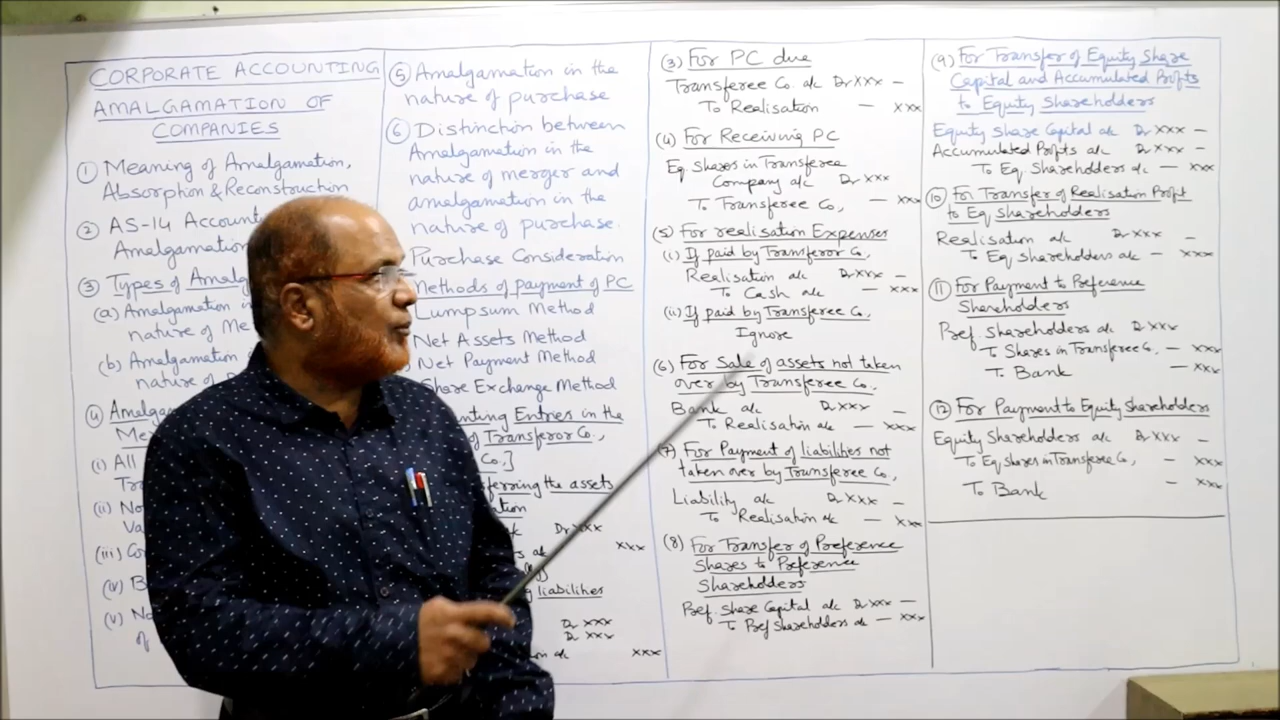 CORPORATE ACCOUNTING
AMALGAMATION OF
COMPANIES
① Meaning of Amalgamation,
Absorption & Reconstruction
② AS-14 Account
Amalgamation
③ Types of Amalg
(a) Amalgamation
nature of Me
(b) Amalgamation
nature of
④ Amalga
Me
(i) All
Tra
(ii) No
Va
(iii) Co
(iv) B
(v) No
of
⑤ Amalgamation in the
nature of purchase
⑥ Distinction between
Amalgamation in the
nature of merger and
amalgamation in the
nature of purchase.
Purchase Consideration
Methods of payment of PC
Lumpsum Method
Net Assets Method
Net Payment Method
Share Exchange Method
nting Entries in the
of Transferor Co.,
Co.,]
ferring the assets
ation
Dr xxx
xxx
g liabilities
Dr xxx
Dr xxx
on a/c xxx
(3) For PC due
Transferee Co. a/c Dr xxx —
To Realisation — xxx
(4) For Receiving PC
Eq Shares in Transferee
Company a/c Dr xxx
To Transferee Co, — xxx
(5) For realisation Expenses
(i) If paid by Transferor Co,
Realisation a/c Dr xxx —
To Cash a/c — xxx
(ii) If paid by Transferee Co,
Ignore
(6) For Sale of assets not taken
over by Transferee Co.
Bank a/c Dr xxx —
To Realisation a/c — xxx
(7) For Payment of liabilities not
taken over by Transferee Co,
Liability a/c Dr xxx —
To Realisation a/c — xxx
(8) For Transfer of Preference
Shares to Preference
Shareholders
Pref. Share Capital a/c Dr xxx —
To Pref Shareholders a/c — xxx
(9) For Transfer of Equity Share
Capital and Accumulated Profits
to Equity Shareholders
Equity Share Capital a/c Dr xxx —
Accumulated Profits a/c Dr xxx —
To Eq Shareholders a/c — xxx
⑩ For Transfer of Realisation Profit
to Eq Shareholders
Realisation a/c Dr xxx —
To Eq shareholders a/c — xxx
⑪ For Payment to Preference
Shareholders
Pref Shareholders a/c Dr xxx
To Shares in Transferee Co, — xxx
To Bank — xxx
⑫ For Payment to Equity Shareholders
Equity Shareholders a/c Dr xxx —
To Eq shares in Transferee Co, — xxx
To Bank — xxx